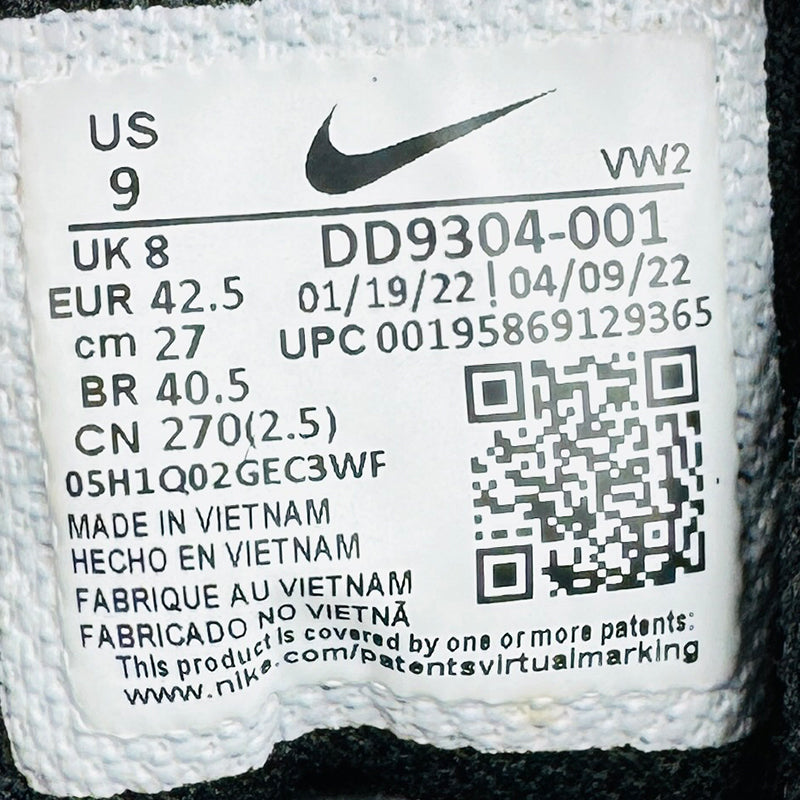 US
9
VW2
UK 8
DD9304-001
EUR 42.5
01/19/22 | 04/09/22
cm 27
UPC 00195869129365
BR 40.5
CN 270(2.5)
05H1Q02GEC3WF
MADE IN VIETNAM
HECHO EN VIETNAM
FABRIQUE AU VIETNAM
FABRICADO NO VIETNÃ
This product is covered by one or more patents:
www.nike.com/patentsvirtualmarking